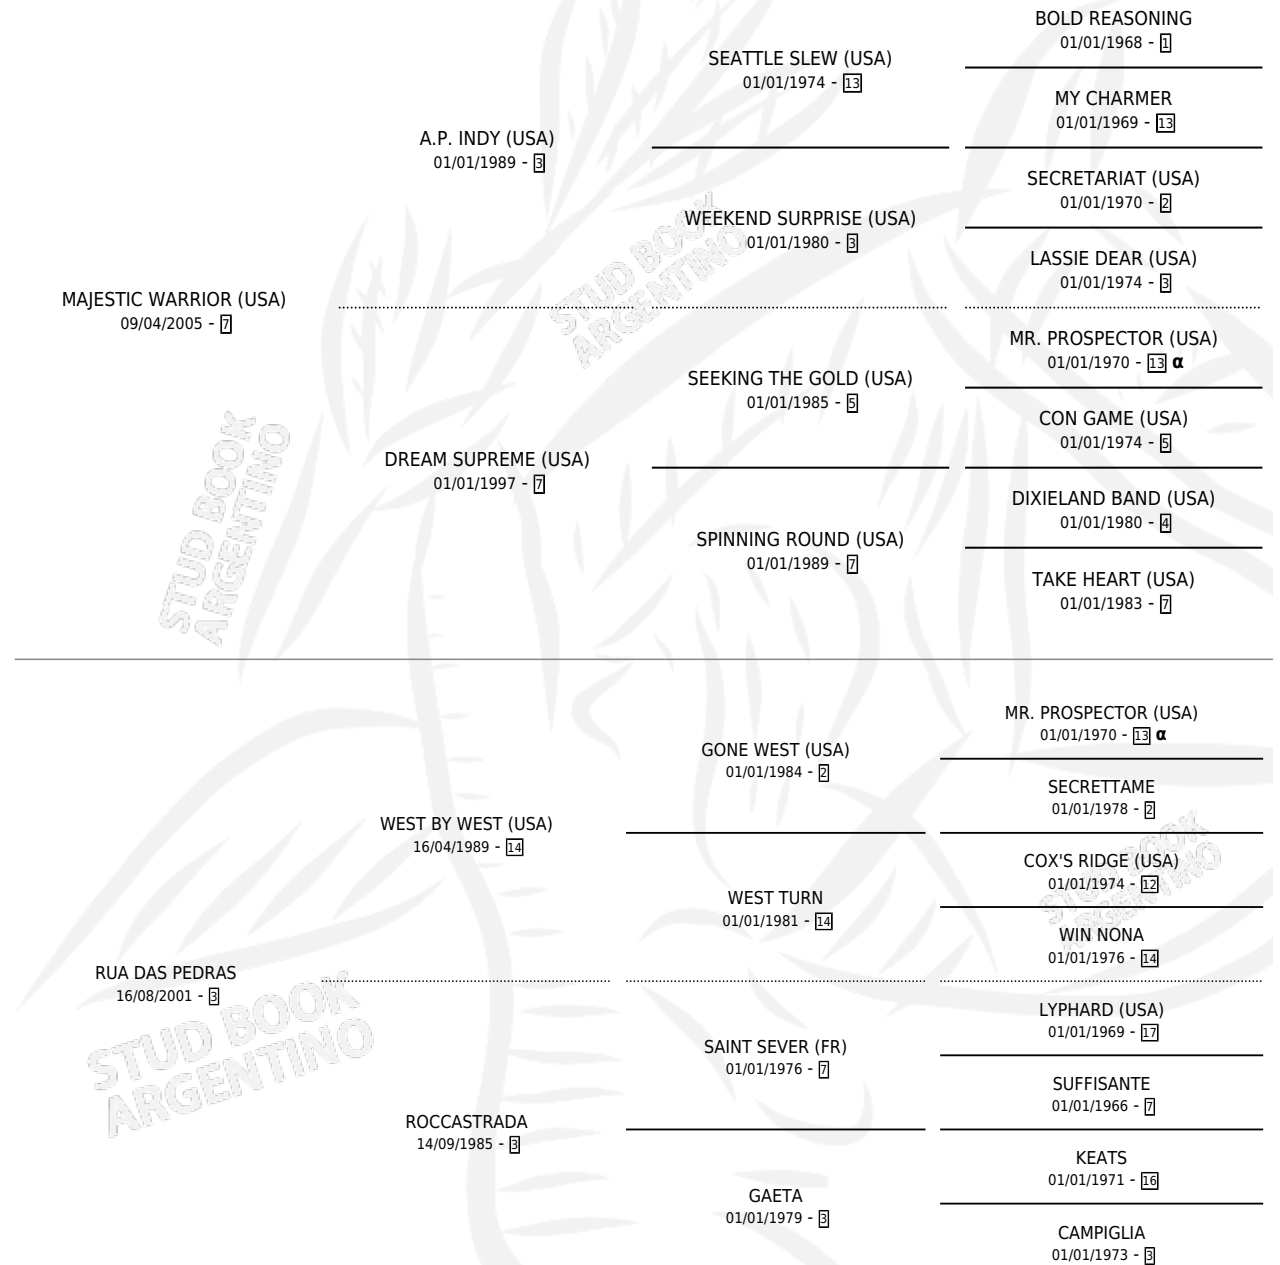 BOLD REASONING
01/01/1968 - 1
SEATTLE SLEW (USA)
01/01/1974 - 13
MY CHARMER
01/01/1969 - 13
A.P. INDY (USA)
01/01/1989 - 3
SECRETARIAT (USA)
01/01/1970 - 2
WEEKEND SURPRISE (USA)
01/01/1980 - 3
LASSIE DEAR (USA)
01/01/1974 - 3
MAJESTIC WARRIOR (USA)
09/04/2005 - 7
MR. PROSPECTOR (USA)
01/01/1970 - 13 α
SEEKING THE GOLD (USA)
01/01/1985 - 5
CON GAME (USA)
01/01/1974 - 5
DREAM SUPREME (USA)
01/01/1997 - 7
DIXIELAND BAND (USA)
01/01/1980 - 4
SPINNING ROUND (USA)
01/01/1989 - 7
TAKE HEART (USA)
01/01/1983 - 7
MR. PROSPECTOR (USA)
01/01/1970 - 13 α
GONE WEST (USA)
01/01/1984 - 2
SECRETTAME
01/01/1978 - 2
WEST BY WEST (USA)
16/04/1989 - 14
COX'S RIDGE (USA)
01/01/1974 - 12
WEST TURN
01/01/1981 - 14
WIN NONA
01/01/1976 - 14
RUA DAS PEDRAS
16/08/2001 - 3
LYPHARD (USA)
01/01/1969 - 17
SAINT SEVER (FR)
01/01/1976 - 7
SUFFISANTE
01/01/1966 - 7
ROCCASTRADA
14/09/1985 - 3
KEATS
01/01/1971 - 16
GAETA
01/01/1979 - 3
CAMPIGLIA
01/01/1973 - 3
STUD BOOK
ARGENTINO
STUD BOOK
ARGENTINO
STUD BOOK
ARGENTINO
STUD BOOK
ARGENTINO